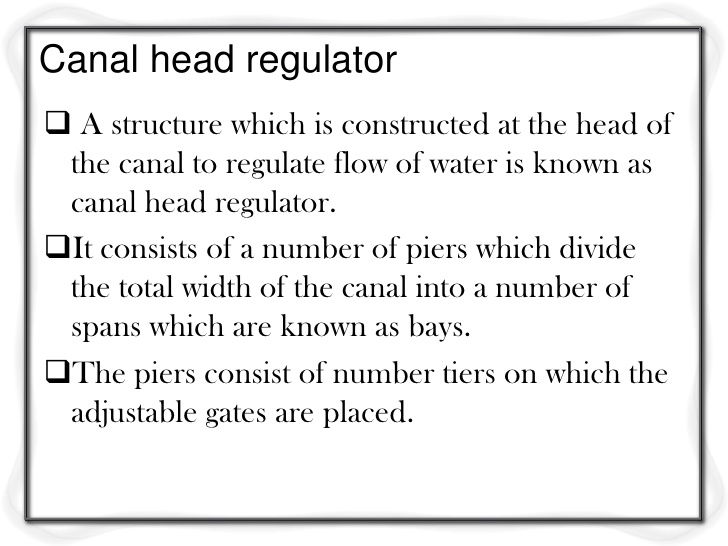 Canal head regulator
❑ A structure which is constructed at the head of
the canal to regulate flow of water is known as
canal head regulator.
❑It consists of a number of piers which divide
the total width of the canal into a number of
spans which are known as bays.
❑The piers consist of number tiers on which the
adjustable gates are placed.